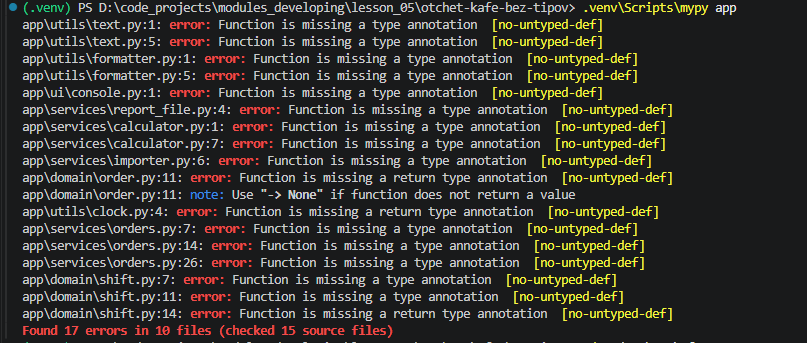 (.venv) PS D:\code_projects\modules_developing\lesson_05\otchet-kafe-bez-tipov> .venv\Scripts\mypy app
app\utils\text.py:1: error: Function is missing a type annotation  [no-untyped-def]
app\utils\text.py:5: error: Function is missing a type annotation  [no-untyped-def]
app\utils\formatter.py:1: error: Function is missing a type annotation  [no-untyped-def]
app\utils\formatter.py:5: error: Function is missing a type annotation  [no-untyped-def]
app\ui\console.py:1: error: Function is missing a type annotation  [no-untyped-def]
app\services\report_file.py:4: error: Function is missing a type annotation  [no-untyped-def]
app\services\calculator.py:1: error: Function is missing a type annotation  [no-untyped-def]
app\services\calculator.py:7: error: Function is missing a type annotation  [no-untyped-def]
app\services\importer.py:6: error: Function is missing a type annotation  [no-untyped-def]
app\domain\order.py:11: error: Function is missing a return type annotation  [no-untyped-def]
app\domain\order.py:11: note: Use "-> None" if function does not return a value
app\utils\clock.py:4: error: Function is missing a return type annotation  [no-untyped-def]
app\services\orders.py:7: error: Function is missing a type annotation  [no-untyped-def]
app\services\orders.py:14: error: Function is missing a type annotation  [no-untyped-def]
app\services\orders.py:26: error: Function is missing a type annotation  [no-untyped-def]
app\domain\shift.py:7: error: Function is missing a type annotation  [no-untyped-def]
app\domain\shift.py:11: error: Function is missing a type annotation  [no-untyped-def]
app\domain\shift.py:14: error: Function is missing a return type annotation  [no-untyped-def]
Found 17 errors in 10 files (checked 15 source files)